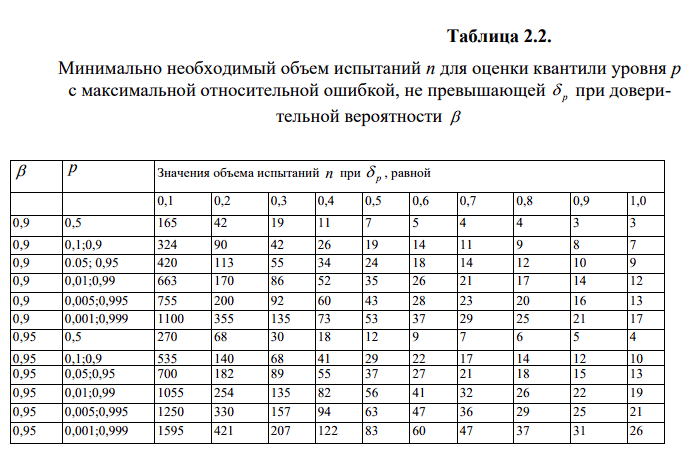 Таблица 2.2.
Минимально необходимый объем испытаний n для оценки квантили уровня p
с максимальной относительной ошибкой, не превышающей δp при довери-
тельной вероятности β
β p Значения объема испытаний n при δp, равной
0,1 0,2 0,3 0,4 0,5 0,6 0,7 0,8 0,9 1,0
0,9 0,5 165 42 19 11 7 5 4 4 3 3
0,9 0,1;0,9 324 90 42 26 19 14 11 9 8 7
0.9 0.05; 0,95 420 113 55 34 24 18 14 12 10 9
0,9 0,01;0,99 663 170 86 52 35 26 21 17 14 12
0,9 0,005;0,995 755 200 92 60 43 28 23 20 16 13
0,9 0,001;0,999 1100 355 135 73 53 37 29 25 21 17
0,95 0,5 270 68 30 18 12 9 7 6 5 4
0,95 0,1;0,9 535 140 68 41 29 22 17 14 12 10
0,95 0,05;0,95 700 182 89 55 37 27 21 18 15 13
0,95 0,01;0,99 1055 254 135 82 56 41 32 26 22 19
0,95 0,005;0,995 1250 330 157 94 63 47 36 29 25 21
0,95 0,001;0,999 1595 421 207 122 83 60 47 37 31 26